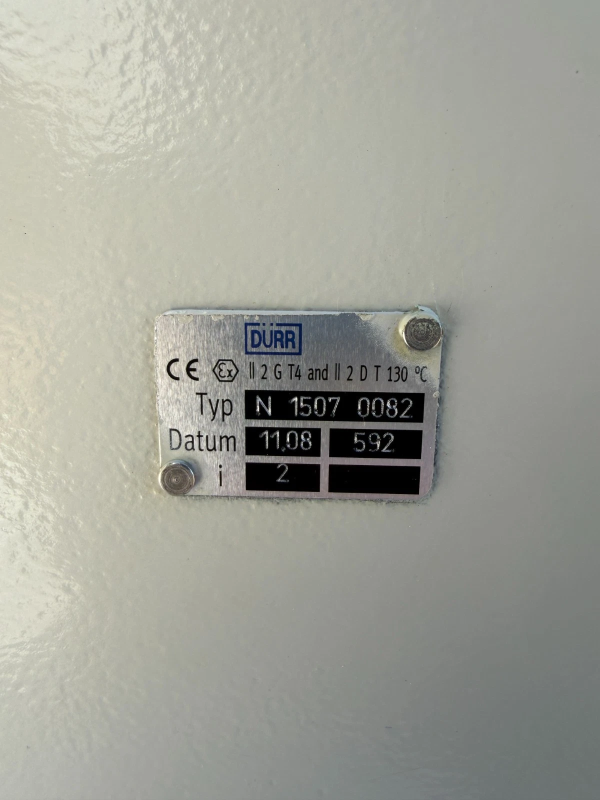 DÜRR
CE Ex II 2 G T4 and II 2 D T 130 °C
Typ N 1507 0082
Datum 11,08 592
i 2